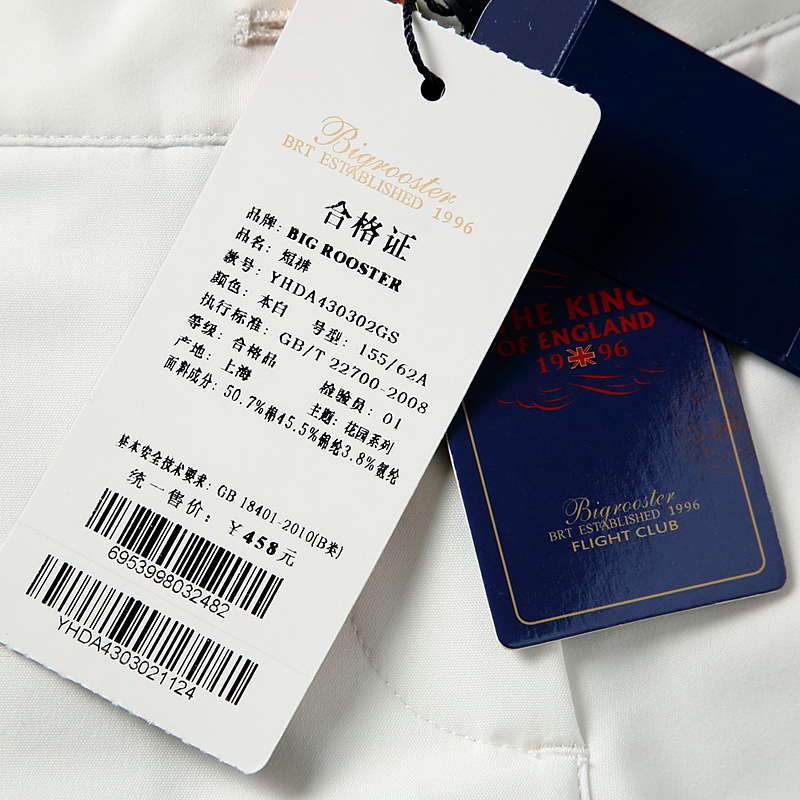 Bigrooster
BRT ESTABLISHED 1996
合格证
品牌: BIG ROOSTER
品名: 短裤
款号: YHDA430302GS
颜色: 本白 号型: 155/62A
执行标准: GB/T 22700-2008
等级: 合格品 检验员: 01
产地: 上海 主题: 花园系列
面料成分: 50.7%棉45.5%锦纶3.8%氨纶
基本安全技术要求: GB 18401-2010(B类)
统一售价: ¥458元
6953998032482
YHDA4303021124
THE KING
OF ENGLAND
19 96
Bigrooster
BRT ESTABLISHED 1996
FLIGHT CLUB